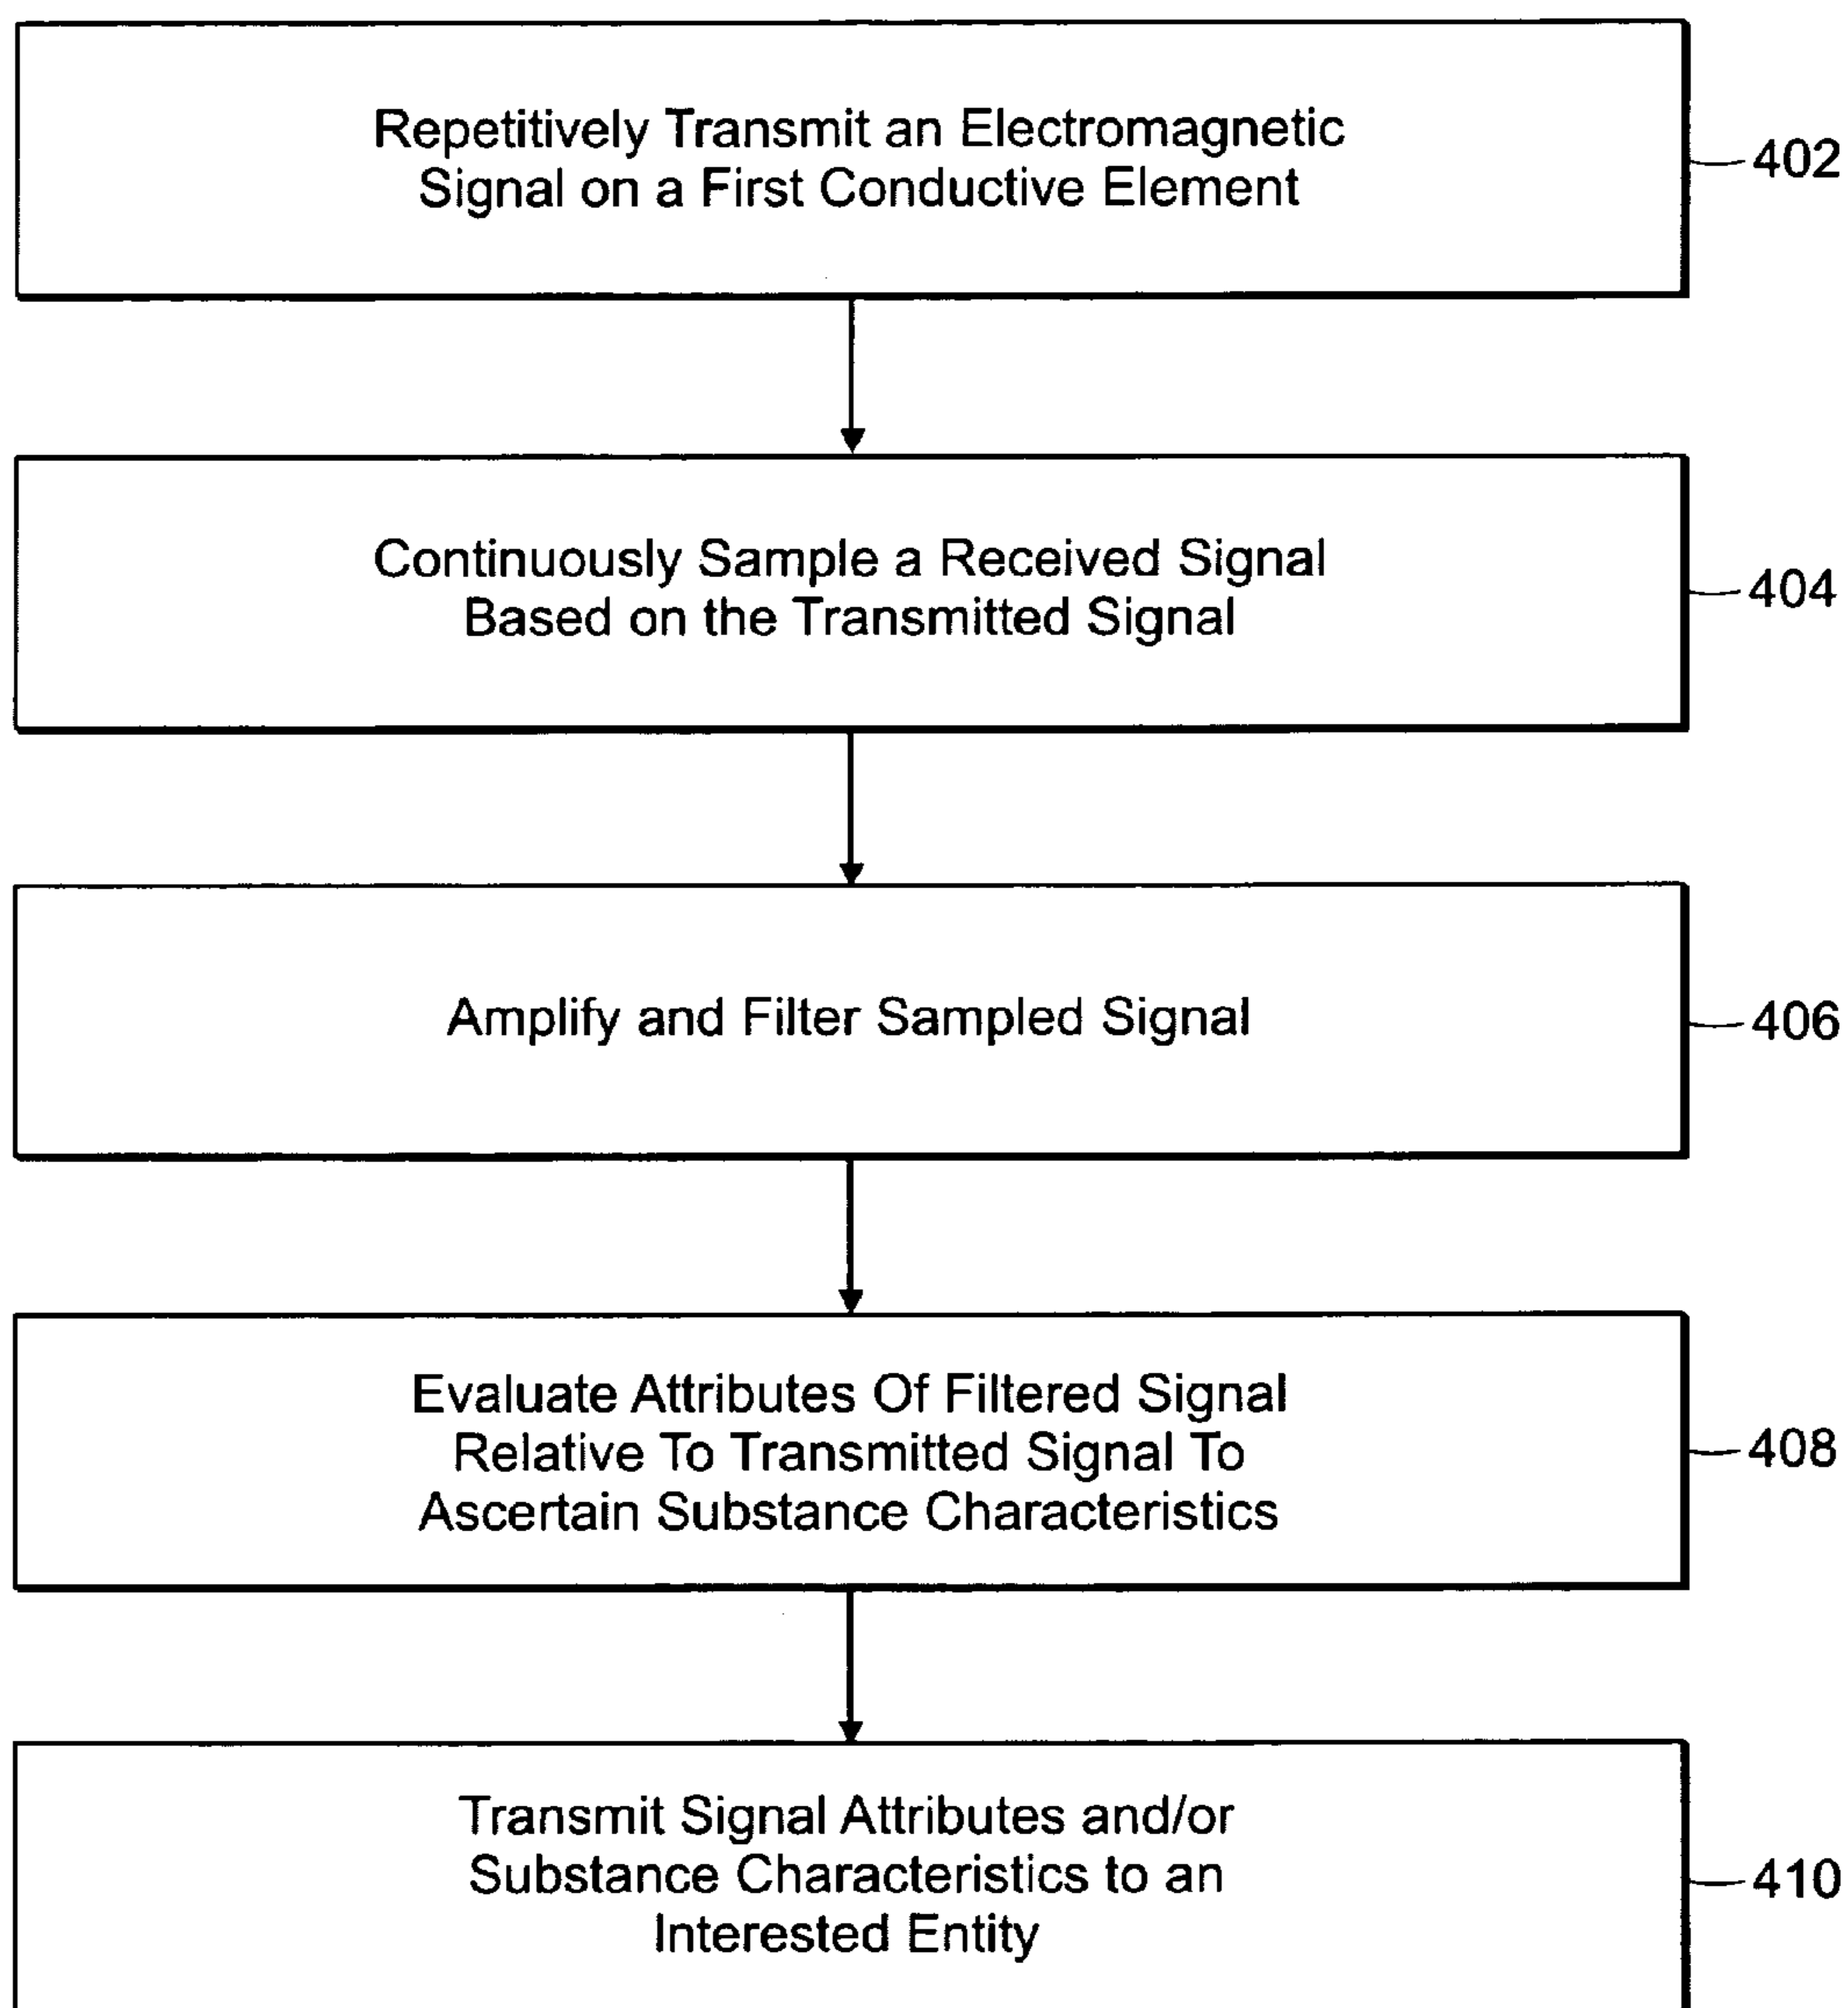 Repetitively Transmit an Electromagnetic
Signal on a First Conductive Element
402
Continuously Sample a Received Signal
Based on the Transmitted Signal
404
Amplify and Filter Sampled Signal
406
Evaluate Attributes Of Filtered Signal
Relative To Transmitted Signal To
Ascertain Substance Characteristics
408
Transmit Signal Attributes and/or
Substance Characteristics to an
Interested Entity
410